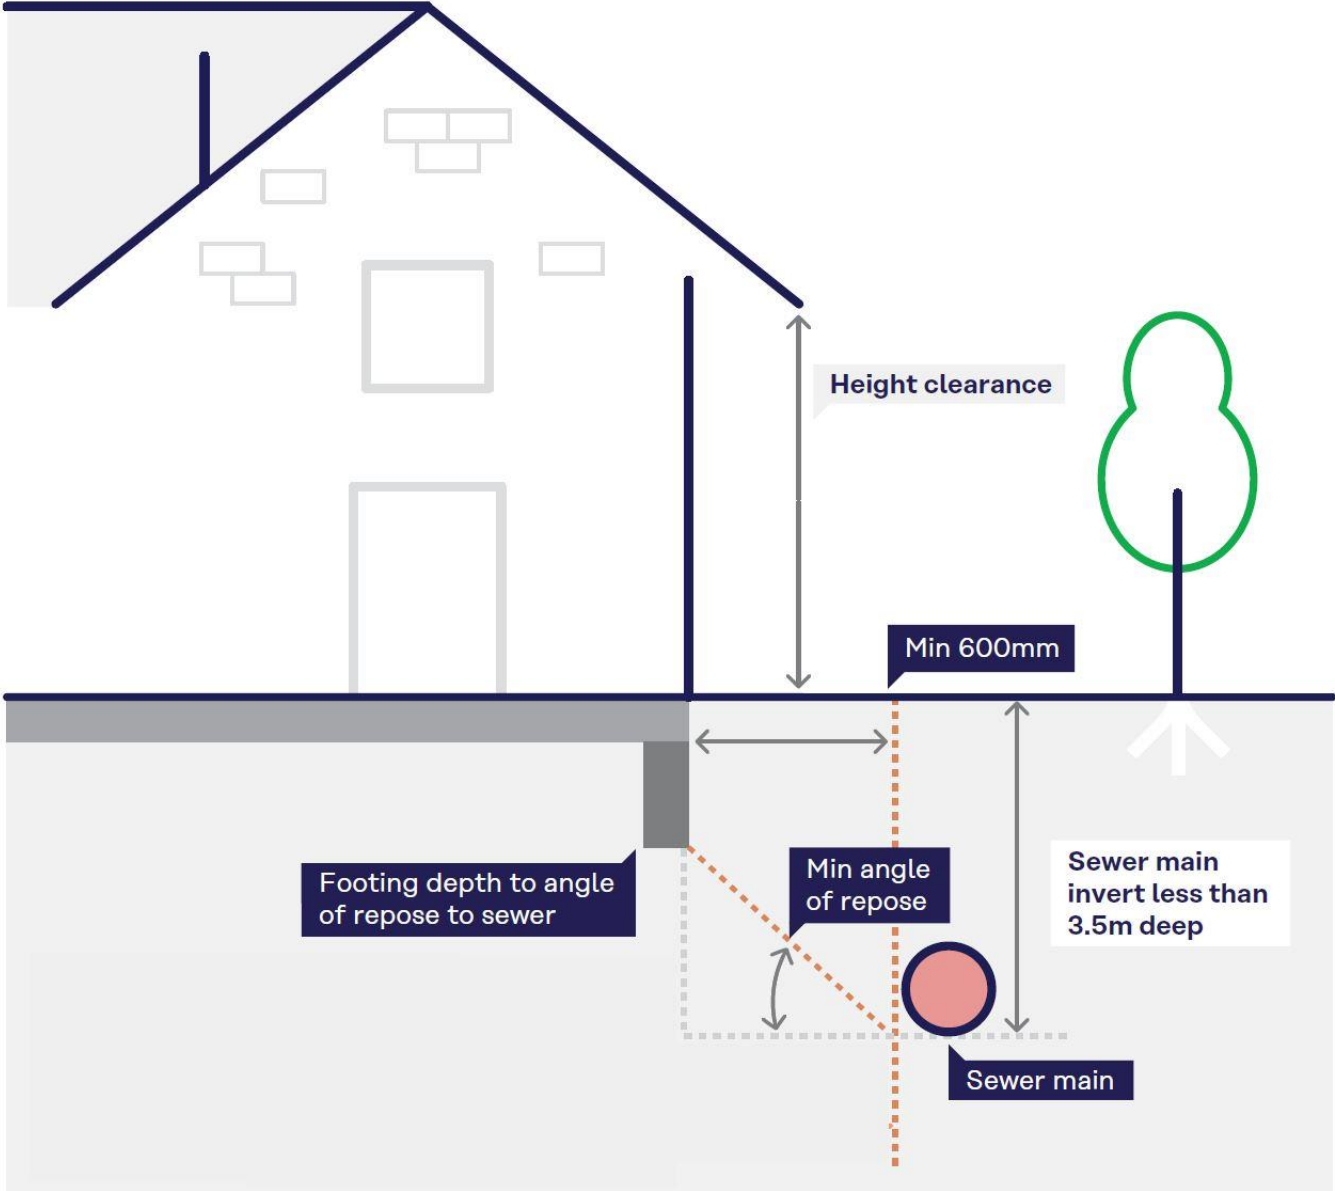 Height clearance
Min 600mm
Footing depth to angle
of repose to sewer
Min angle
of repose
Sewer main
invert less than
3.5m deep
Sewer main